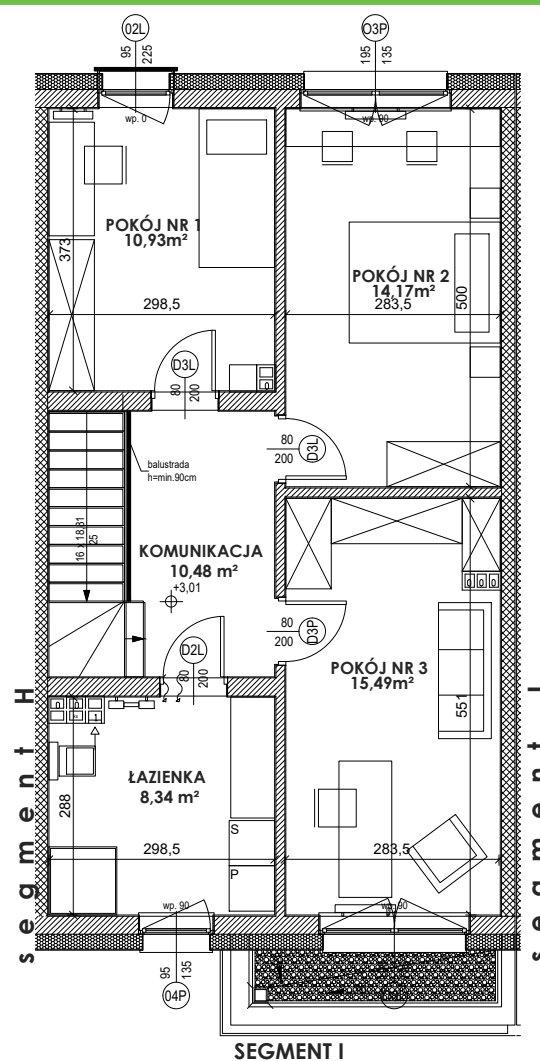 02L
O3P
95
225
195
135
wp. 0
wp. 90
POKÓJ NR 1
10,93m²
373
298,5
POKÓJ NR 2
14,17m²
283,5
500
D3L
80
200
balustrada
h=min.90cm
80
200
D3L
16 x 18,81
25
KOMUNIKACJA
10,48 m²
+3,01
80
200
D3P
D2L
80
200
POKÓJ NR 3
15,49m²
551
segment H
segment J
ŁAZIENKA
8,34 m²
288
298,5
S
P
283,5
wp. 90
wp. 90
95
135
04P
SEGMENT I